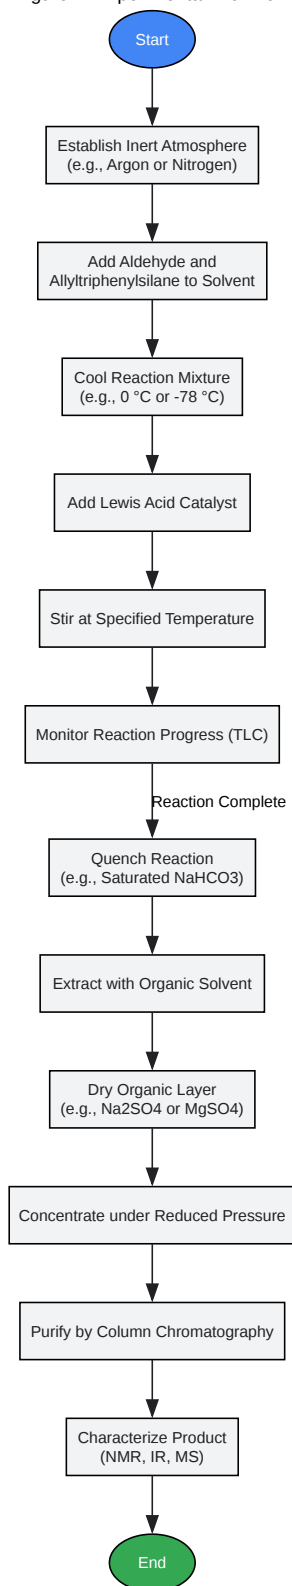 Start
Establish Inert Atmosphere
(e.g., Argon or Nitrogen)
Add Aldehyde and
Allyltriphenylsilane to Solvent
Cool Reaction Mixture
(e.g., 0 °C or -78 °C)
Add Lewis Acid Catalyst
Stir at Specified Temperature
Monitor Reaction Progress (TLC)
Reaction Complete
Quench Reaction
(e.g., Saturated NaHCO3)
Extract with Organic Solvent
Dry Organic Layer
(e.g., Na2SO4 or MgSO4)
Concentrate under Reduced Pressure
Purify by Column Chromatography
Characterize Product
(NMR, IR, MS)
End